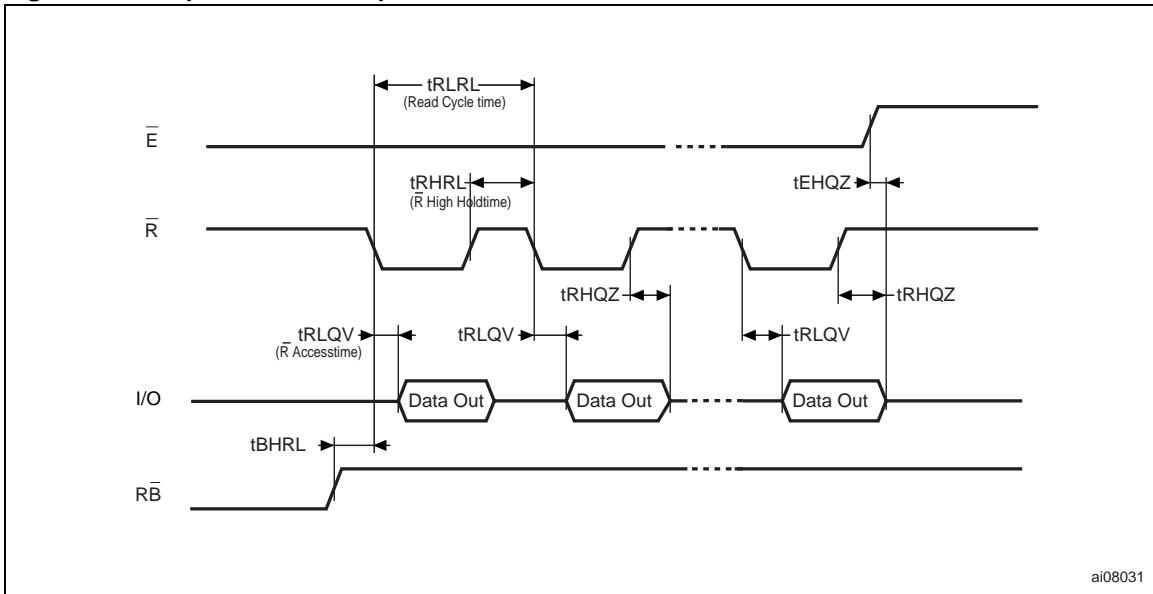 tRLRL
(Read Cycle time)
E̅
tRHRL
(R̅ High Holdtime)
tEHQZ
R̅
tRHQZ
tRHQZ
tRLQV
(R̅ Accesstime)
tRLQV
tRLQV
I/O
Data Out
Data Out
Data Out
tBHRL
RB̅
ai08031